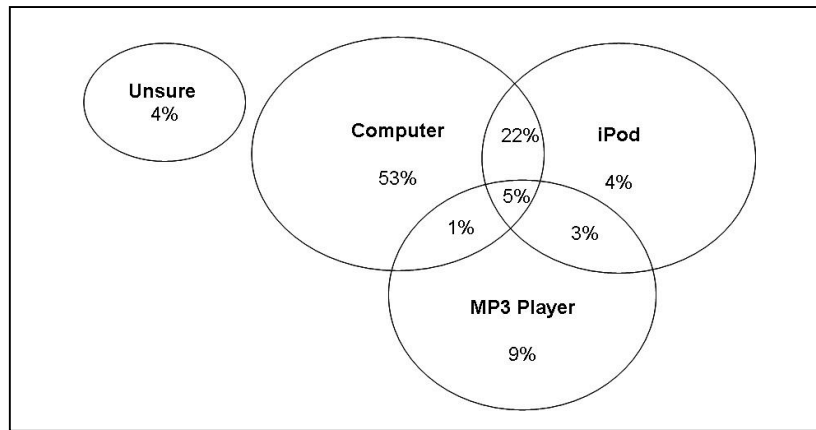 Unsure
4%
Computer
53%
22%
iPod
4%
5%
1%
3%
MP3 Player
9%